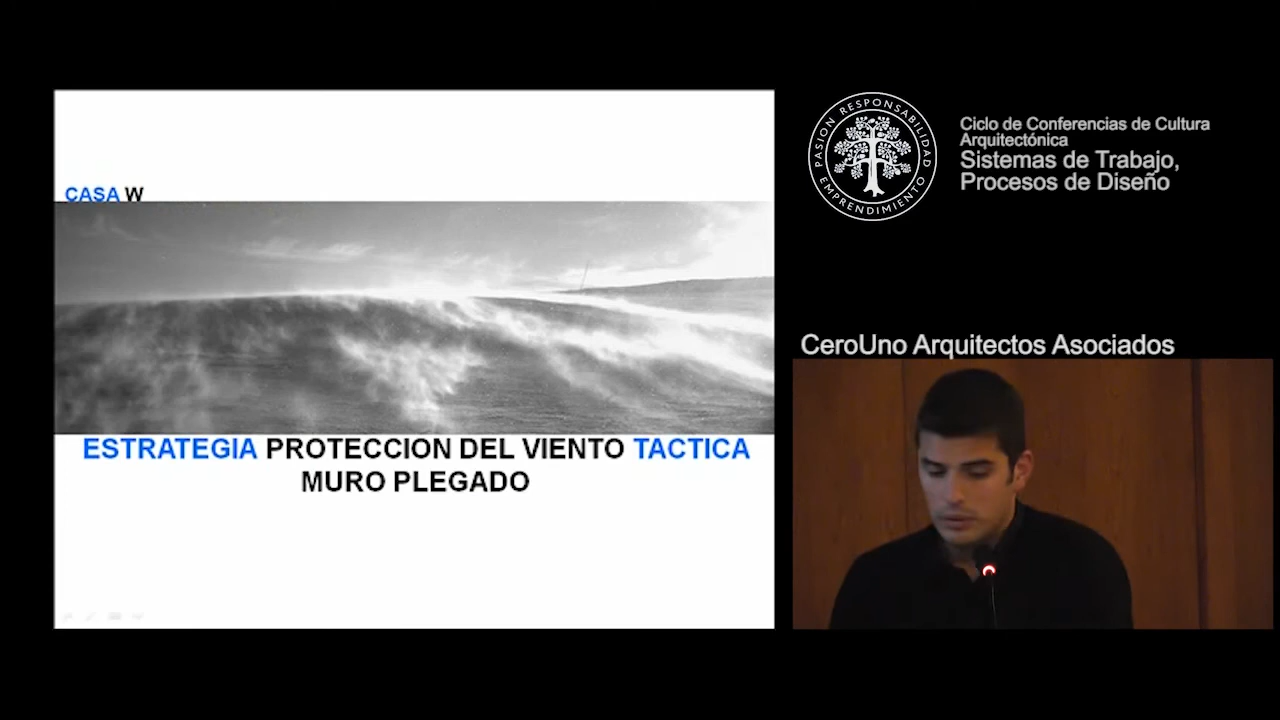 CASA W
ESTRATEGIA PROTECCION DEL VIENTO TACTICA
MURO PLEGADO
PASION RESPONSABILIDAD
EMPRENDIMIENTO
Ciclo de Conferencias de Cultura
Arquitectónica
Sistemas de Trabajo,
Procesos de Diseño
CeroUno Arquitectos Asociados